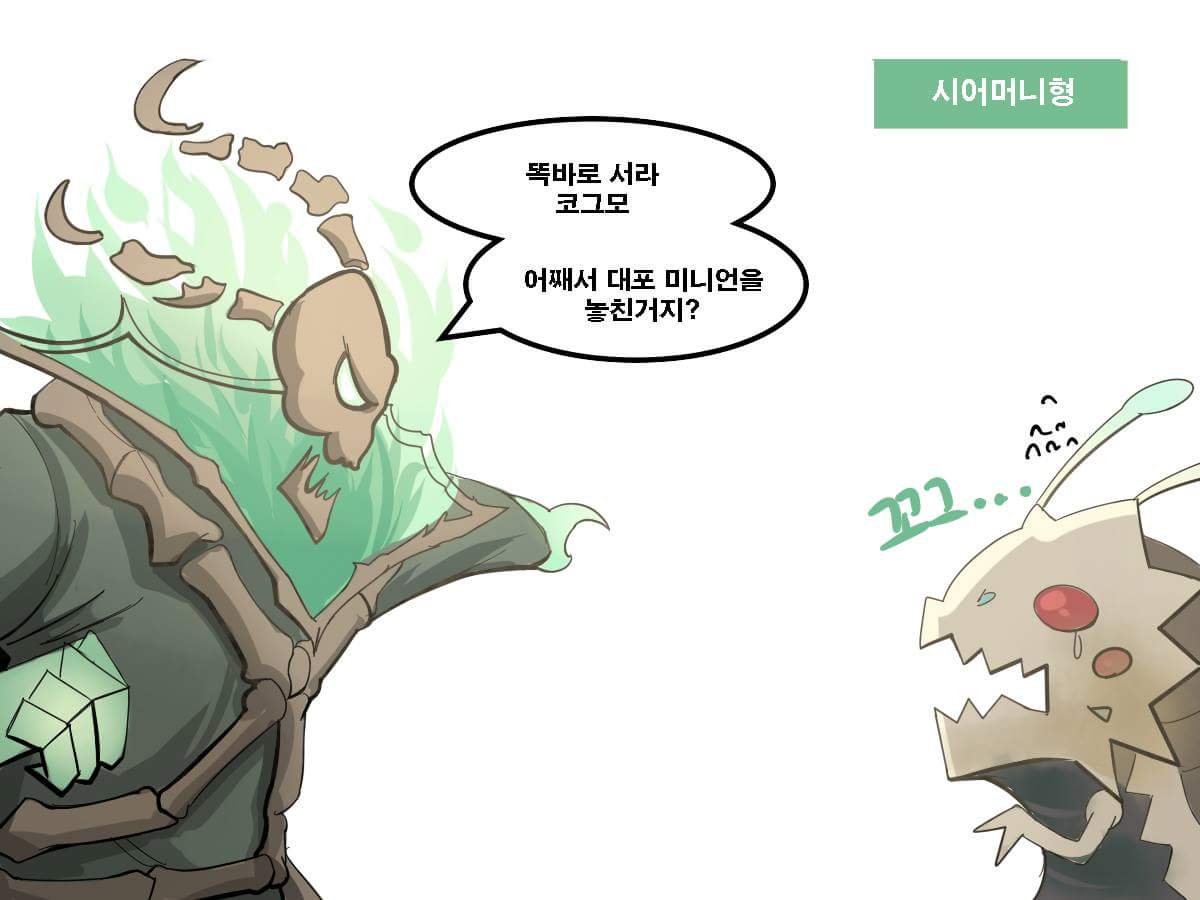 시어머니형
똑바로 서라
코그모
어째서 대포 미니언을
놓친거지?
꼬그...